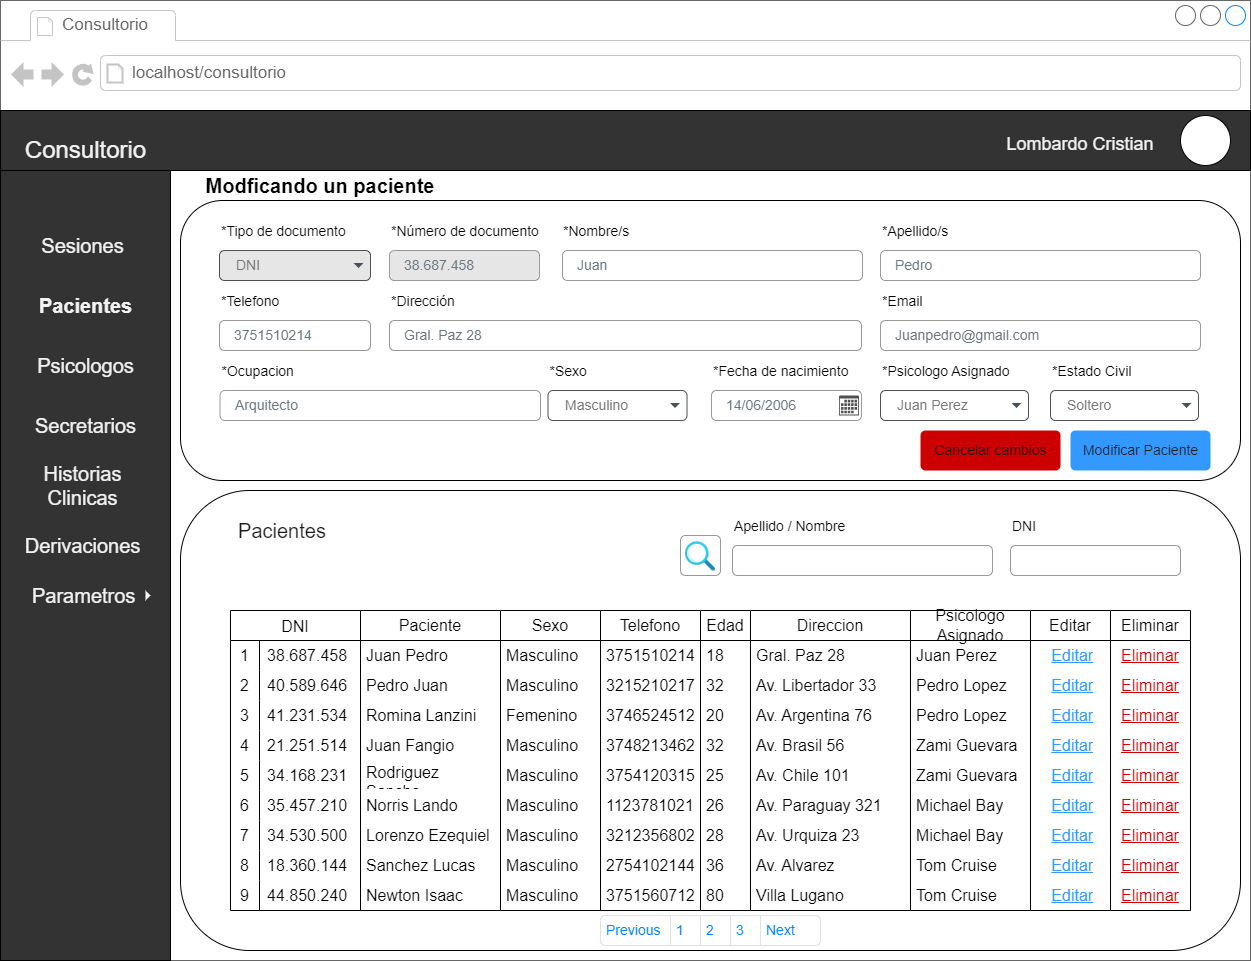 Consultorio
localhost/consultorio
Consultorio
Lombardo Cristian
Sesiones
Pacientes
Psicologos
Secretarios
Historias
Clinicas
Derivaciones
Parametros
Modficando un paciente
*Tipo de documento *Número de documento *Nombre/s *Apellido/s
DNI 38.687.458 Juan Pedro
*Telefono *Dirección *Email
3751510214 Gral. Paz 28 Juanpedro@gmail.com
*Ocupacion *Sexo *Fecha de nacimiento *Psicologo Asignado *Estado Civil
Arquitecto Masculino 14/06/2006 Juan Perez Soltero
Cancelar cambios Modificar Paciente
Pacientes
Apellido / Nombre DNI
DNI Paciente Sexo Telefono Edad Direccion Psicologo Asignado Editar Eliminar
1 38.687.458 Juan Pedro Masculino 3751510214 18 Gral. Paz 28 Juan Perez Editar Eliminar
2 40.589.646 Pedro Juan Masculino 3215210217 32 Av. Libertador 33 Pedro Lopez Editar Eliminar
3 41.231.534 Romina Lanzini Femenino 3746524512 20 Av. Argentina 76 Pedro Lopez Editar Eliminar
4 21.251.514 Juan Fangio Masculino 3748213462 32 Av. Brasil 56 Zami Guevara Editar Eliminar
5 34.168.231 Rodriguez Masculino 3754120315 25 Av. Chile 101 Zami Guevara Editar Eliminar
6 35.457.210 Norris Lando Masculino 1123781021 26 Av. Paraguay 321 Michael Bay Editar Eliminar
7 34.530.500 Lorenzo Ezequiel Masculino 3212356802 28 Av. Urquiza 23 Michael Bay Editar Eliminar
8 18.360.144 Sanchez Lucas Masculino 2754102144 36 Av. Alvarez Tom Cruise Editar Eliminar
9 44.850.240 Newton Isaac Masculino 3751560712 80 Villa Lugano Tom Cruise Editar Eliminar
Previous 1 2 3 Next